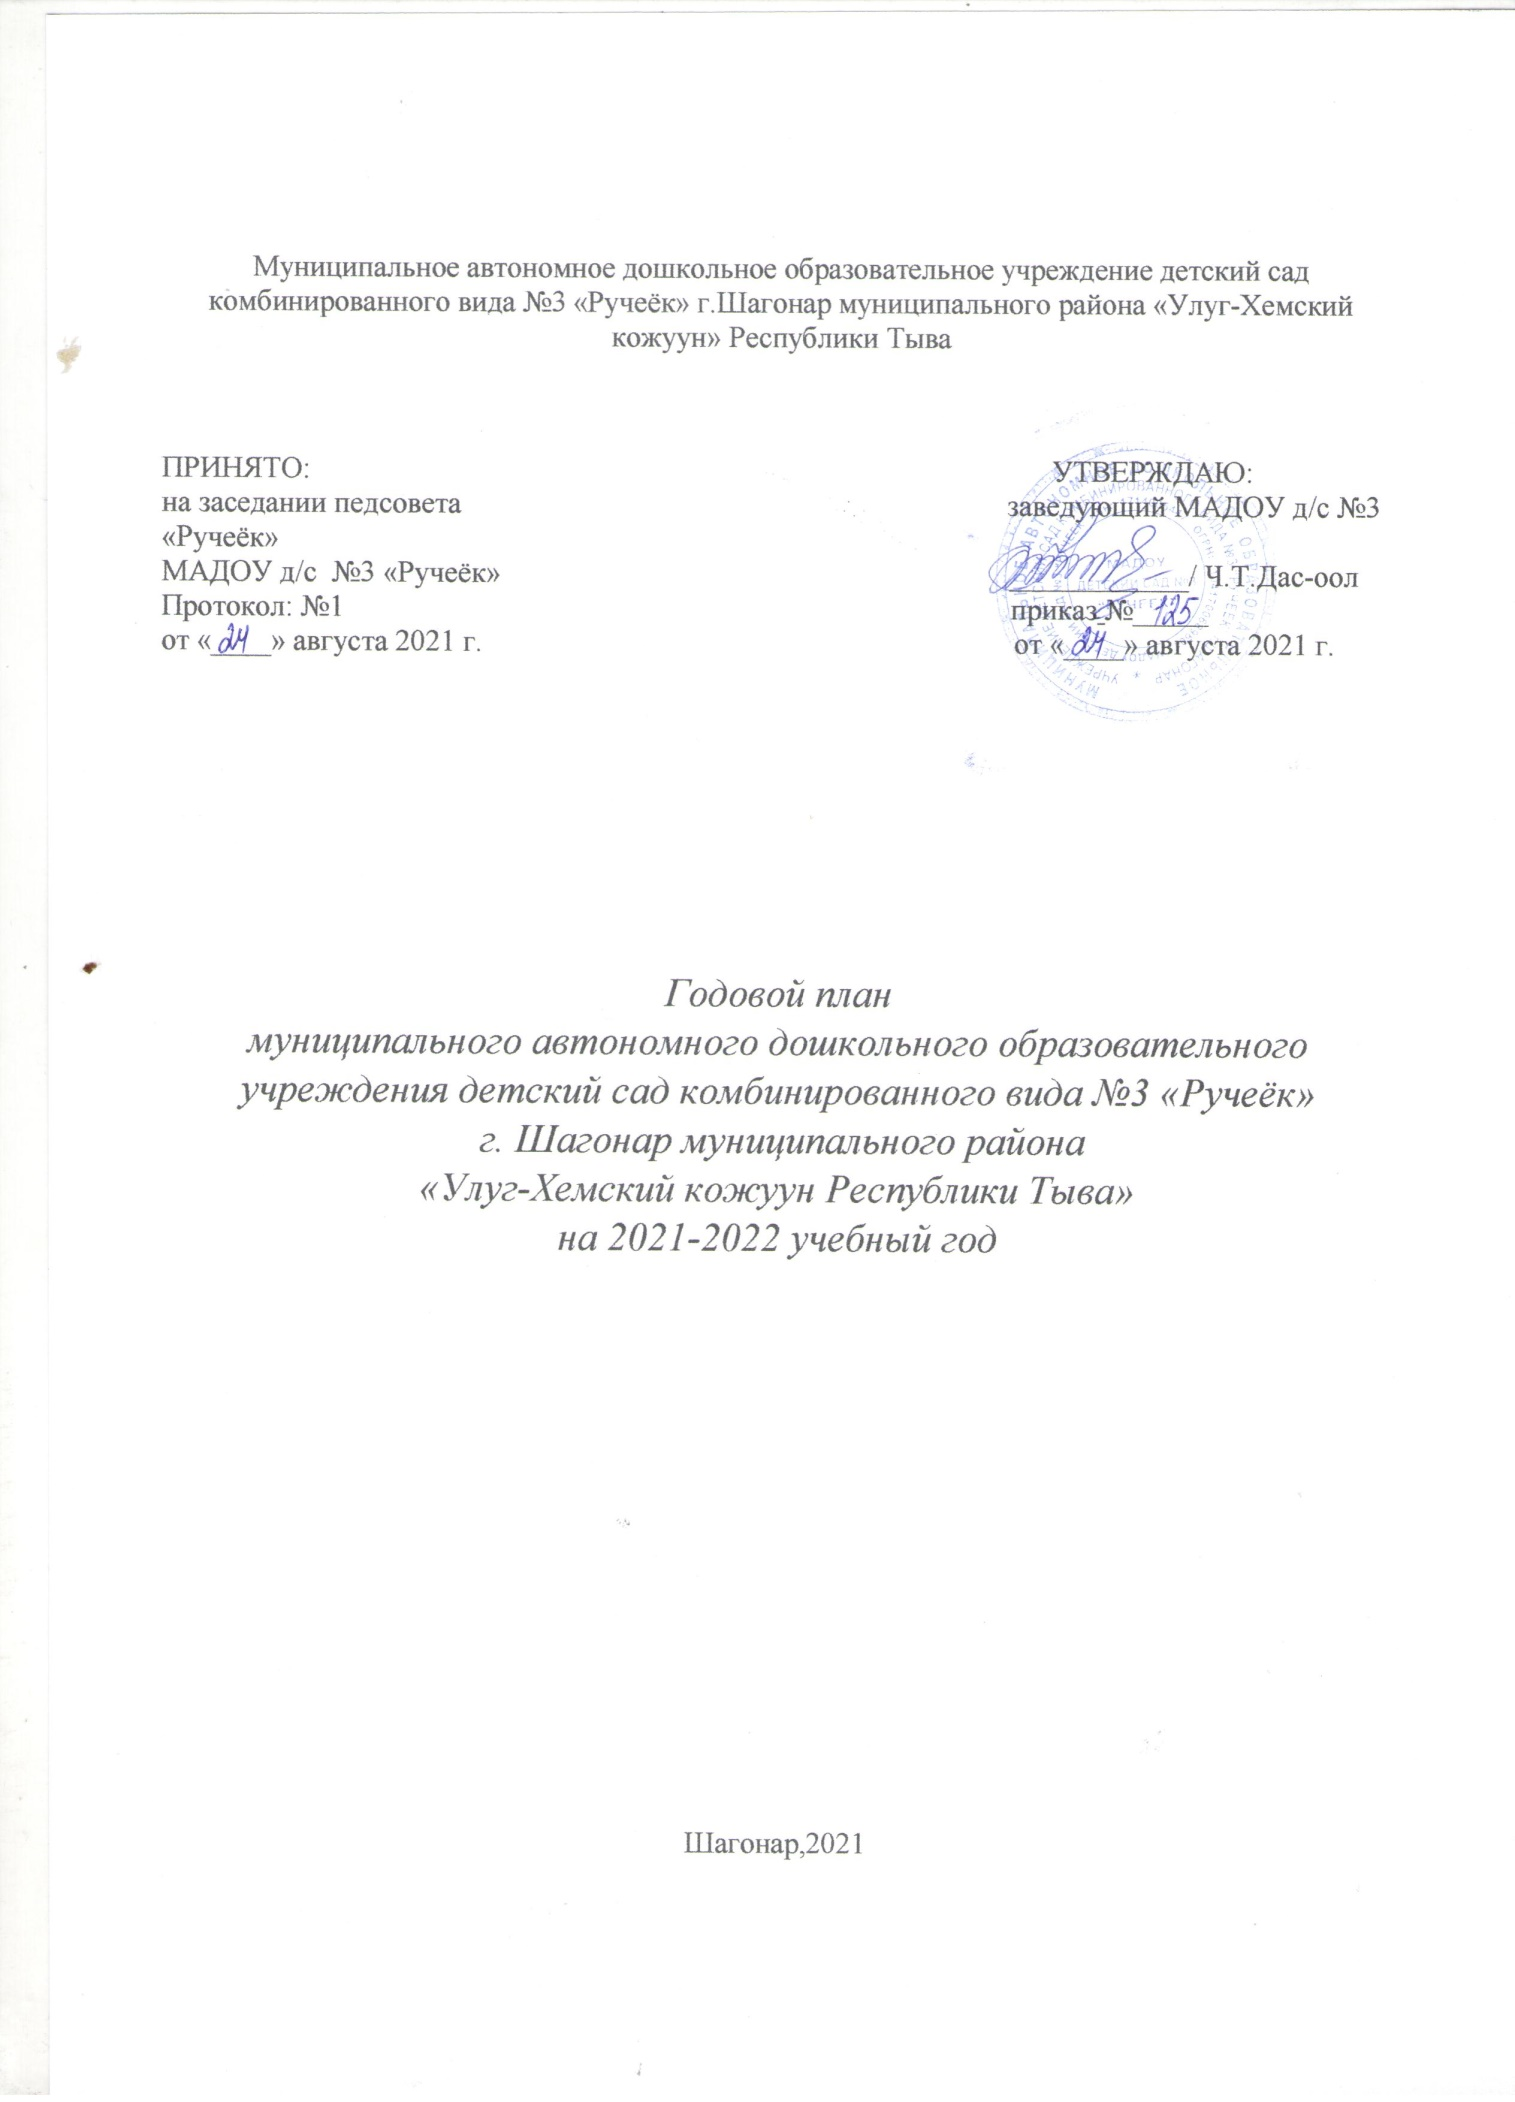 Муниципальное автономное дошкольное образовательное учреждение детский сад
комбинированного вида №3 «Ручеёк» г.Шагонар муниципального района «Улуг-Хемский
кожуун» Республики Тыва
ПРИНЯТО:
на заседании педсовета
«Ручеёк»
МАДОУ д/с №3 «Ручеёк»
Протокол: №1
от «24» августа 2021 г.
УТВЕРЖДАЮ:
заведующий МАДОУ д/с №3
/ Ч.Т.Дас-оол
приказ №125
от «24» августа 2021 г.
Годовой план
муниципального автономного дошкольного образовательного
учреждения детский сад комбинированного вида №3 «Ручеёк»
г. Шагонар муниципального района
«Улуг-Хемский кожуун Республики Тыва»
на 2021-2022 учебный год
Шагонар,2021